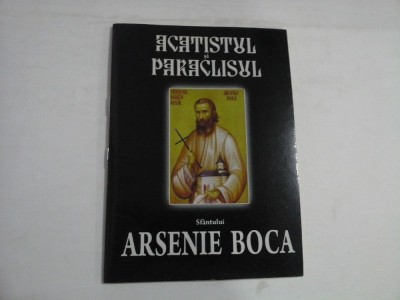 ACATISTUL
și
PARACLISUL
Sfântului
ARSENIE BOCA